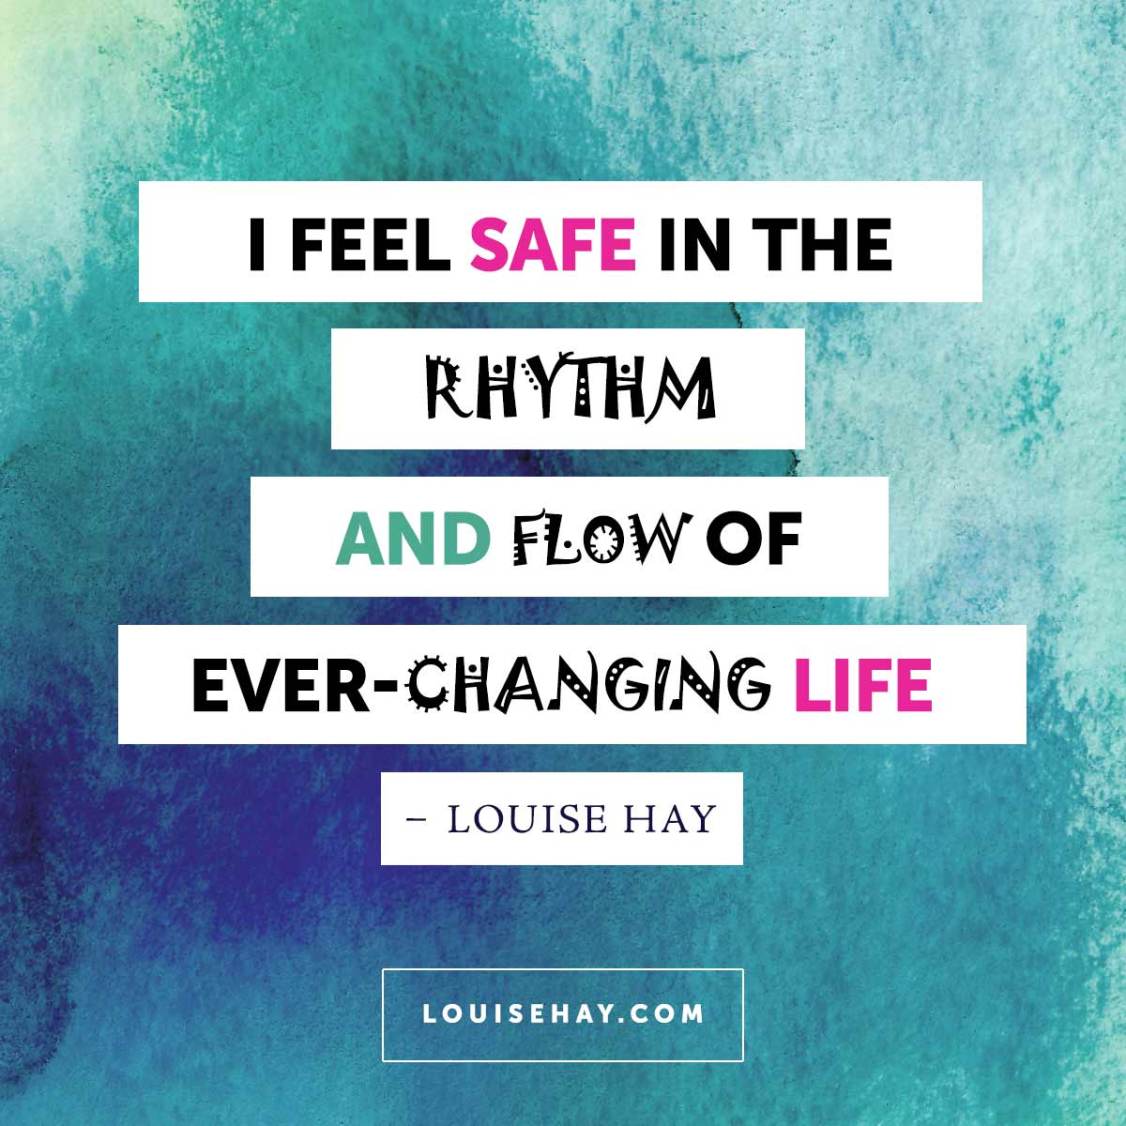 I FEEL SAFE IN THE
RHYTHM
AND FLOW OF
EVER-CHANGING LIFE
– LOUISE HAY
LOUISEHAY.COM